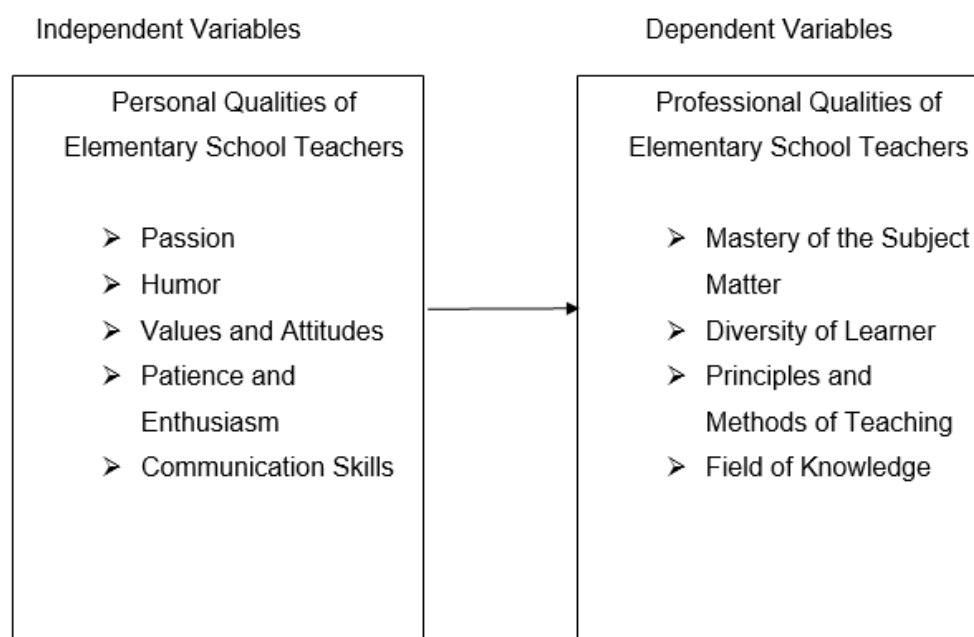 Independent Variables
Dependent Variables
Personal Qualities of
Elementary School Teachers
➢ Passion
➢ Humor
➢ Values and Attitudes
➢ Patience and
Enthusiasm
➢ Communication Skills
Professional Qualities of
Elementary School Teachers
➢ Mastery of the Subject
Matter
➢ Diversity of Learner
➢ Principles and
Methods of Teaching
➢ Field of Knowledge